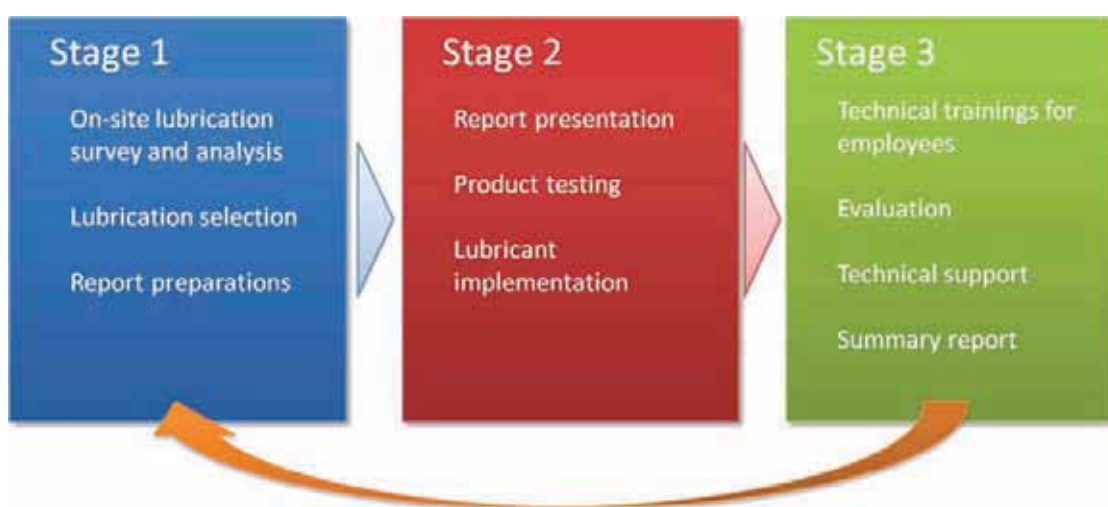 Stage 1
On-site lubrication
survey and analysis
Lubrication selection
Report preparations
Stage 2
Report presentation
Product testing
Lubricant
implementation
Stage 3
Technical trainings for
employees
Evaluation
Technical support
Summary report